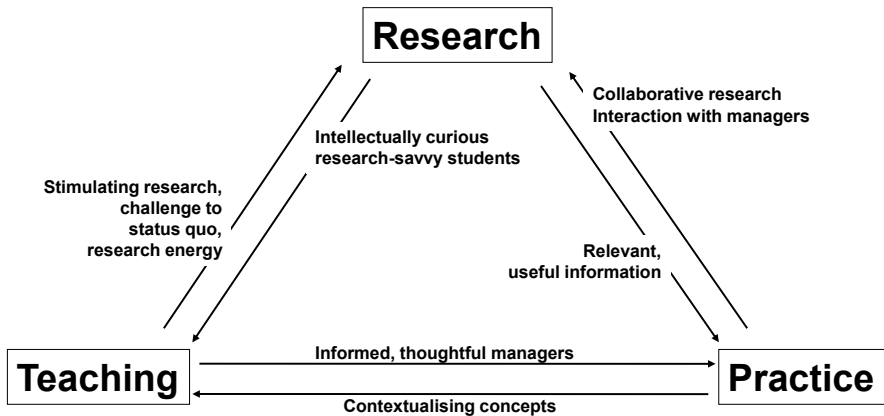 Research
Collaborative research
Interaction with managers
Intellectually curious
research-savvy students
Stimulating research,
challenge to
status quo,
research energy
Relevant,
useful information
Teaching
Informed, thoughtful managers
Practice
Contextualising concepts